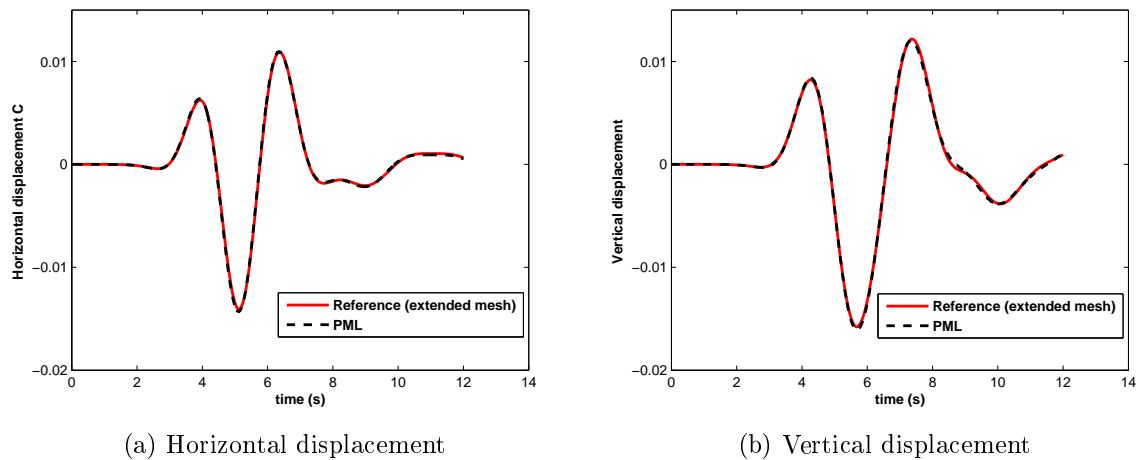 0.01
0
−0.01
−0.02
Horizontal displacement C
0 2 4 6 8 10 12 14
time (s)
Reference (extended mesh)
PML
(a) Horizontal displacement
0.01
0
−0.01
−0.02
Vertical displacement
0 2 4 6 8 10 12 14
time (s)
Reference (extended mesh)
PML
(b) Vertical displacement